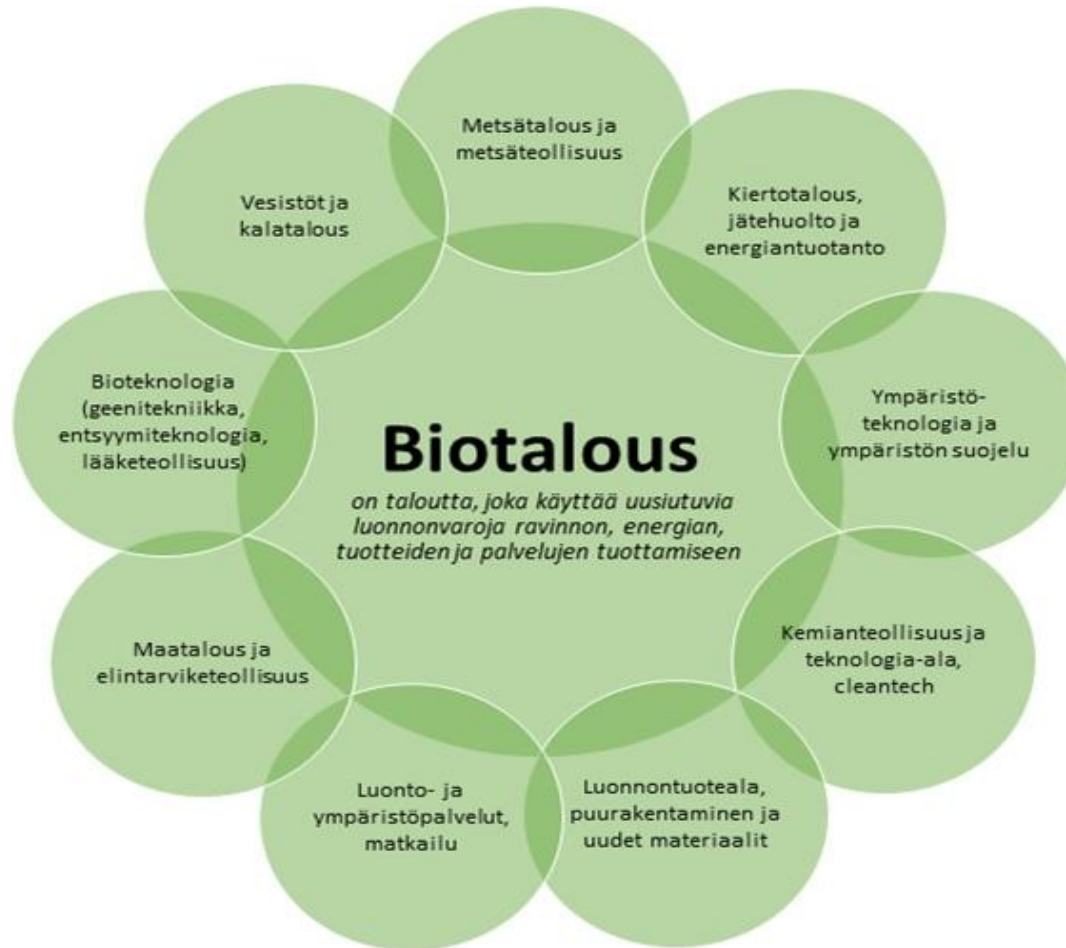 Metsätalous ja
metsäteollisuus
Kiertotalous,
jätehuolto ja
energiantuotanto
Ympäristö-
teknologia ja
ympäristön suojelu
Kemianteollisuus ja
teknologia-ala,
cleantech
Luonnontuoteala,
puurakentaminen ja
uudet materiaalit
Luonto- ja
ympäristöpalvelut,
matkailu
Maatalous ja
elintarviketeollisuus
Bioteknologia
(geenitekniikka,
entsyymiteknologia,
lääketeollisuus)
Vesistöt ja
kalatalous
Biotalous
on taloutta, joka käyttää uusiutuvia
luonnonvaroja ravinnon, energian,
tuotteiden ja palvelujen tuottamiseen